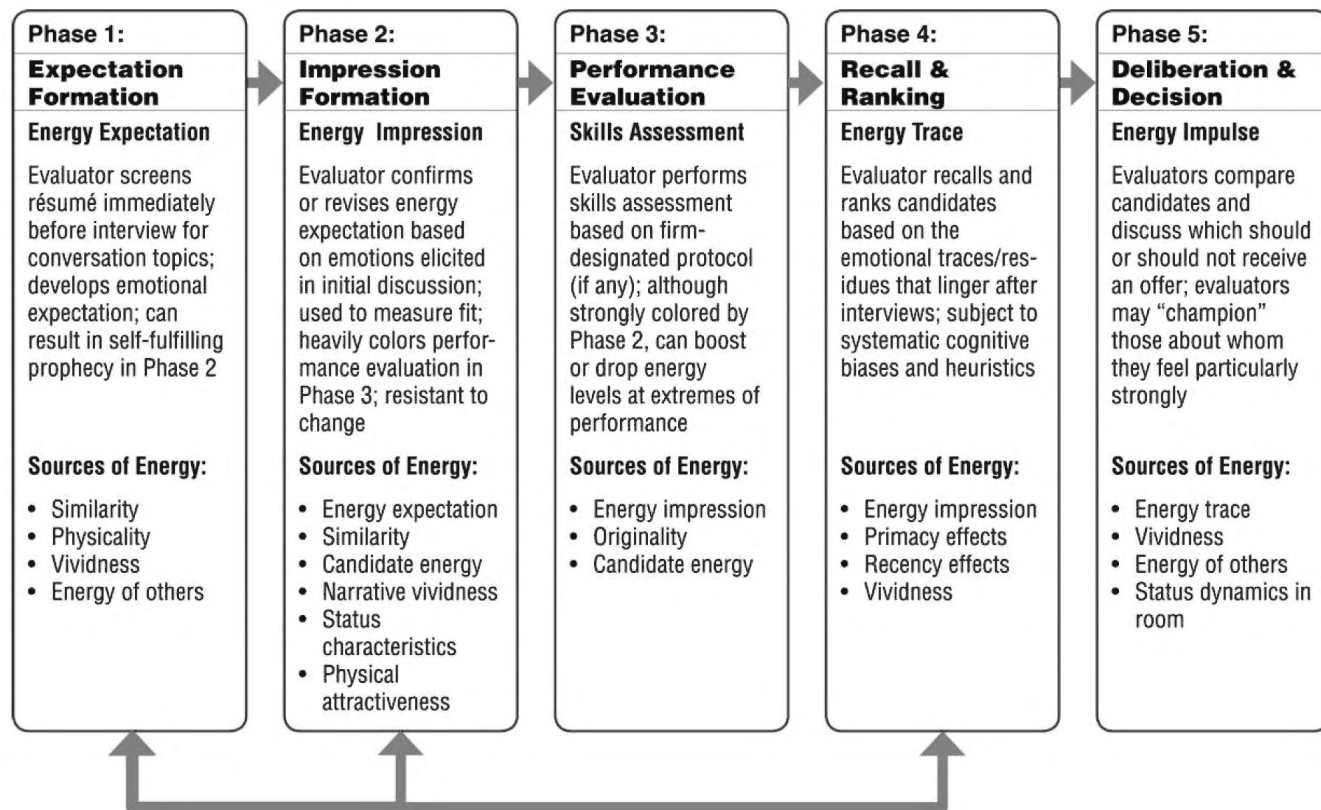 Phase 1:
Expectation
Formation
Energy Expectation
Evaluator screens
résumé immediately
before interview for
conversation topics;
develops emotional
expectation; can
result in self-fulfilling
prophecy in Phase 2
Sources of Energy:
• Similarity
• Physicality
• Vividness
• Energy of others
Phase 2:
Impression
Formation
Energy Impression
Evaluator confirms
or revises energy
expectation based
on emotions elicited
in initial discussion;
used to measure fit;
heavily colors perfor-
mance evaluation in
Phase 3; resistant to
change
Sources of Energy:
• Energy expectation
• Similarity
• Candidate energy
• Narrative vividness
• Status
characteristics
• Physical
attractiveness
Phase 3:
Performance
Evaluation
Skills Assessment
Evaluator performs
skills assessment
based on firm-
designated protocol
(if any); although
strongly colored by
Phase 2, can boost
or drop energy
levels at extremes of
performance
Sources of Energy:
• Energy impression
• Originality
• Candidate energy
Phase 4:
Recall &
Ranking
Energy Trace
Evaluator recalls and
ranks candidates
based on the
emotional traces/res-
idues that linger after
interviews; subject to
systematic cognitive
biases and heuristics
Sources of Energy:
• Energy impression
• Primacy effects
• Recency effects
• Vividness
Phase 5:
Deliberation &
Decision
Energy Impulse
Evaluators compare
candidates and
discuss which should
or should not receive
an offer; evaluators
may “champion”
those about whom
they feel particularly
strongly
Sources of Energy:
• Energy trace
• Vividness
• Energy of others
• Status dynamics in
room